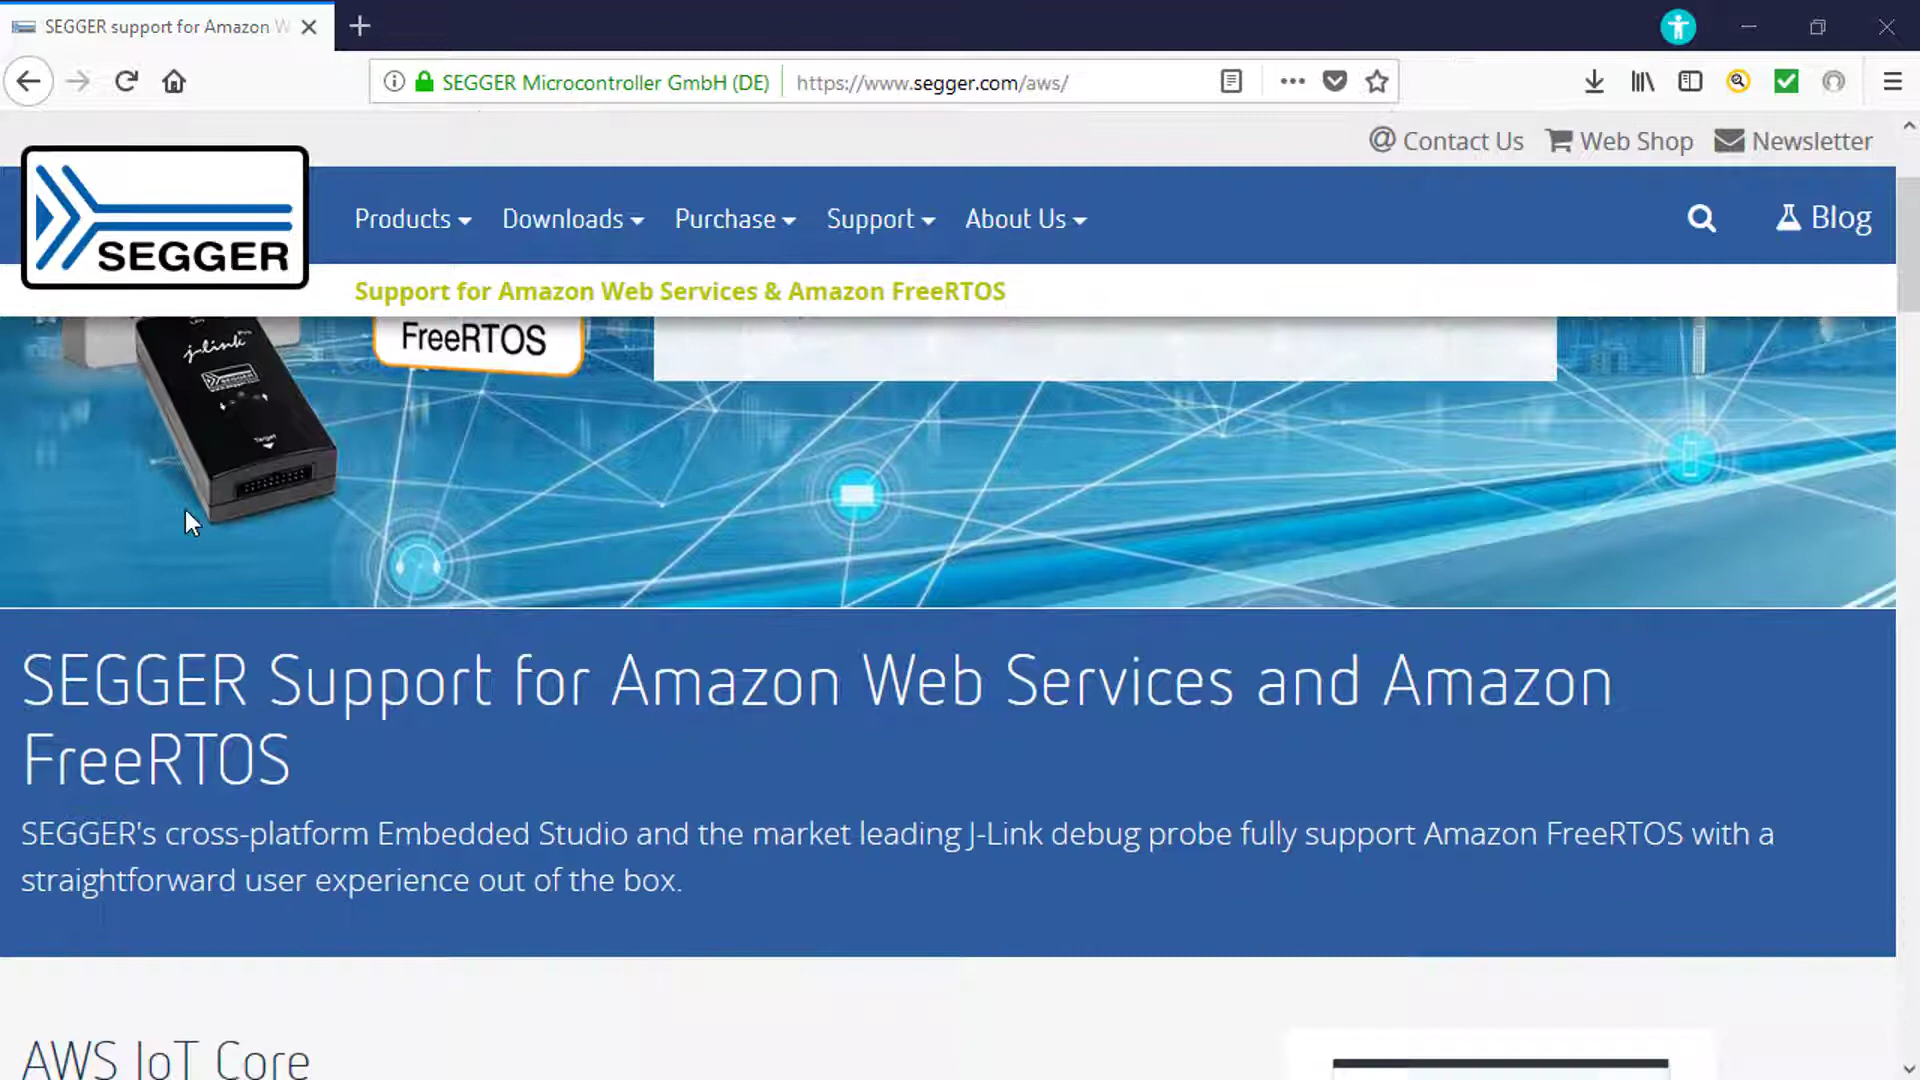 SEGGER support for Amazon W
SEGGER Microcontroller GmbH (DE)
https://www.segger.com/aws/
Contact Us
Web Shop
Newsletter
SEGGER
Products
Downloads
Purchase
Support
About Us
Blog
Support for Amazon Web Services & Amazon FreeRTOS
J-Link
SEGGER
Target
FreeRTOS
SEGGER Support for Amazon Web Services and Amazon
FreeRTOS
SEGGER's cross-platform Embedded Studio and the market leading J-Link debug probe fully support Amazon FreeRTOS with a
straightforward user experience out of the box.
AWS IoT Core